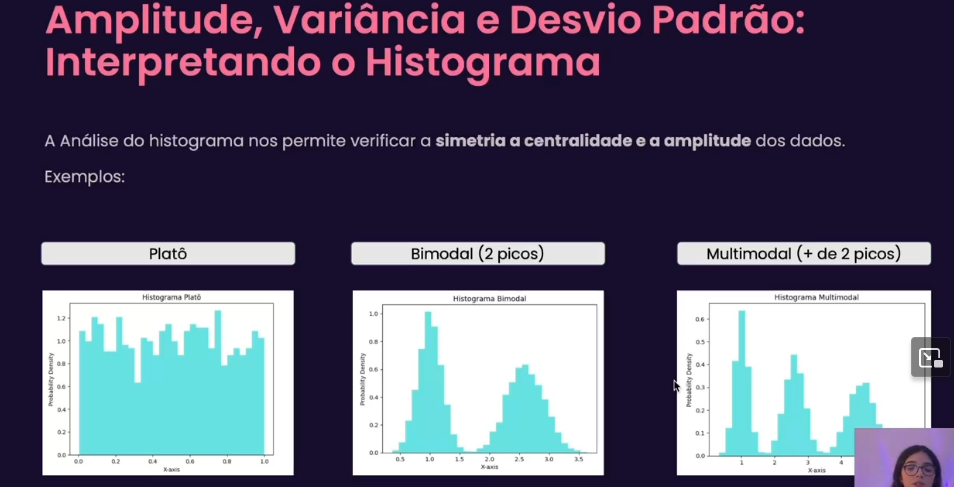 Amplitude, Variância e Desvio Padrão:
Interpretando o Histograma
A Análise do histograma nos permite verificar a simetria a centralidade e a amplitude dos dados.
Exemplos:
Platô
Bimodal (2 picos)
Multimodal (+ de 2 picos)
Histograma Platô
Probability Density
1.2
1.0
0.8
0.6
0.4
0.2
0.0
0.0 0.2 0.4 0.6 0.8 1.0
X-axis
Histograma Bimodal
Probability Density
1.0
0.8
0.6
0.4
0.2
0.0
0.5 1.0 1.5 2.0 2.5 3.0 3.5
X-axis
Histograma Multimodal
Probability Density
0.6
0.5
0.4
0.3
0.2
0.1
0.0
1 2 3 4
X-axis